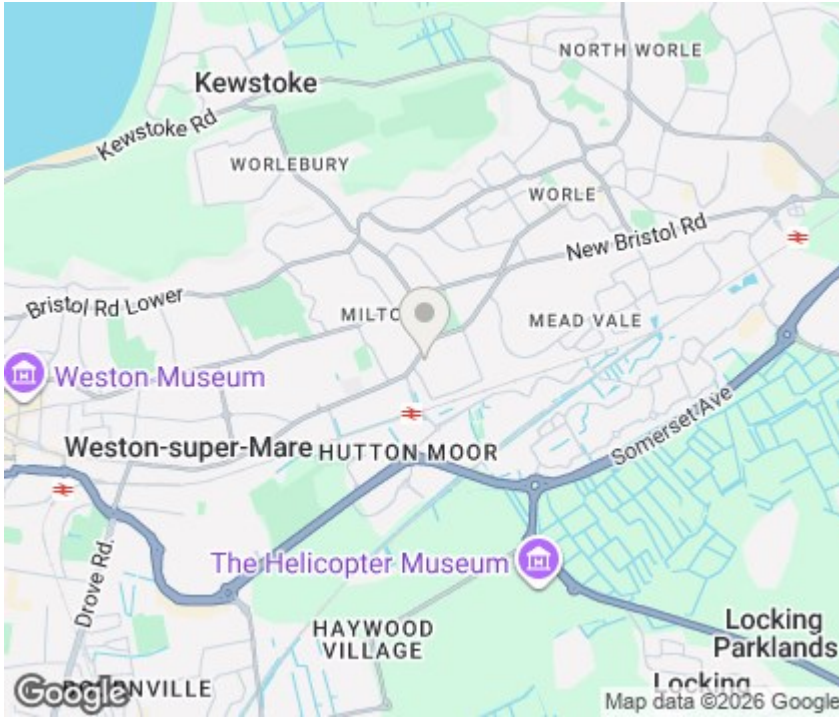 NORTH WORLE
Kewstoke
Kewstoke Rd
WORLEBURY
WORLE
New Bristol Rd
Bristol Rd Lower
MEAD VALE
Weston Museum
Somerset Ave
Weston-super-Mare
HUTTON MOOR
Drove Rd.
The Helicopter Museum
HAYWOOD
VILLAGE
Locking
Parklands
Locking
Google
Map data ©2026 Google